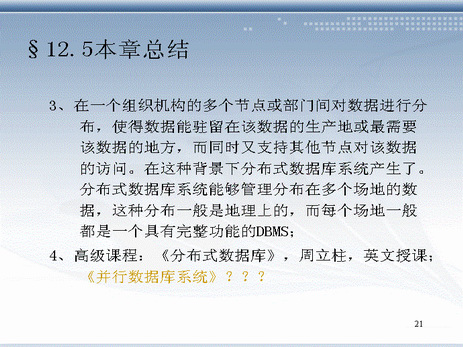 §12.5本章总结
3、在一个组织机构的多个节点或部门间对数据进行分
布，使得数据能驻留在该数据的生产地或最需要
该数据的地方，而同时又支持其他节点对该数据
的访问。在这种背景下分布式数据库系统产生了。
分布式数据库系统能够管理分布在多个场地的数
据，这种分布一般是地理上的，而每个场地一般
都是一个具有完整功能的DBMS；
4、高级课程：《分布式数据库》，周立柱，英文授课；
《并行数据库系统》？？？
21